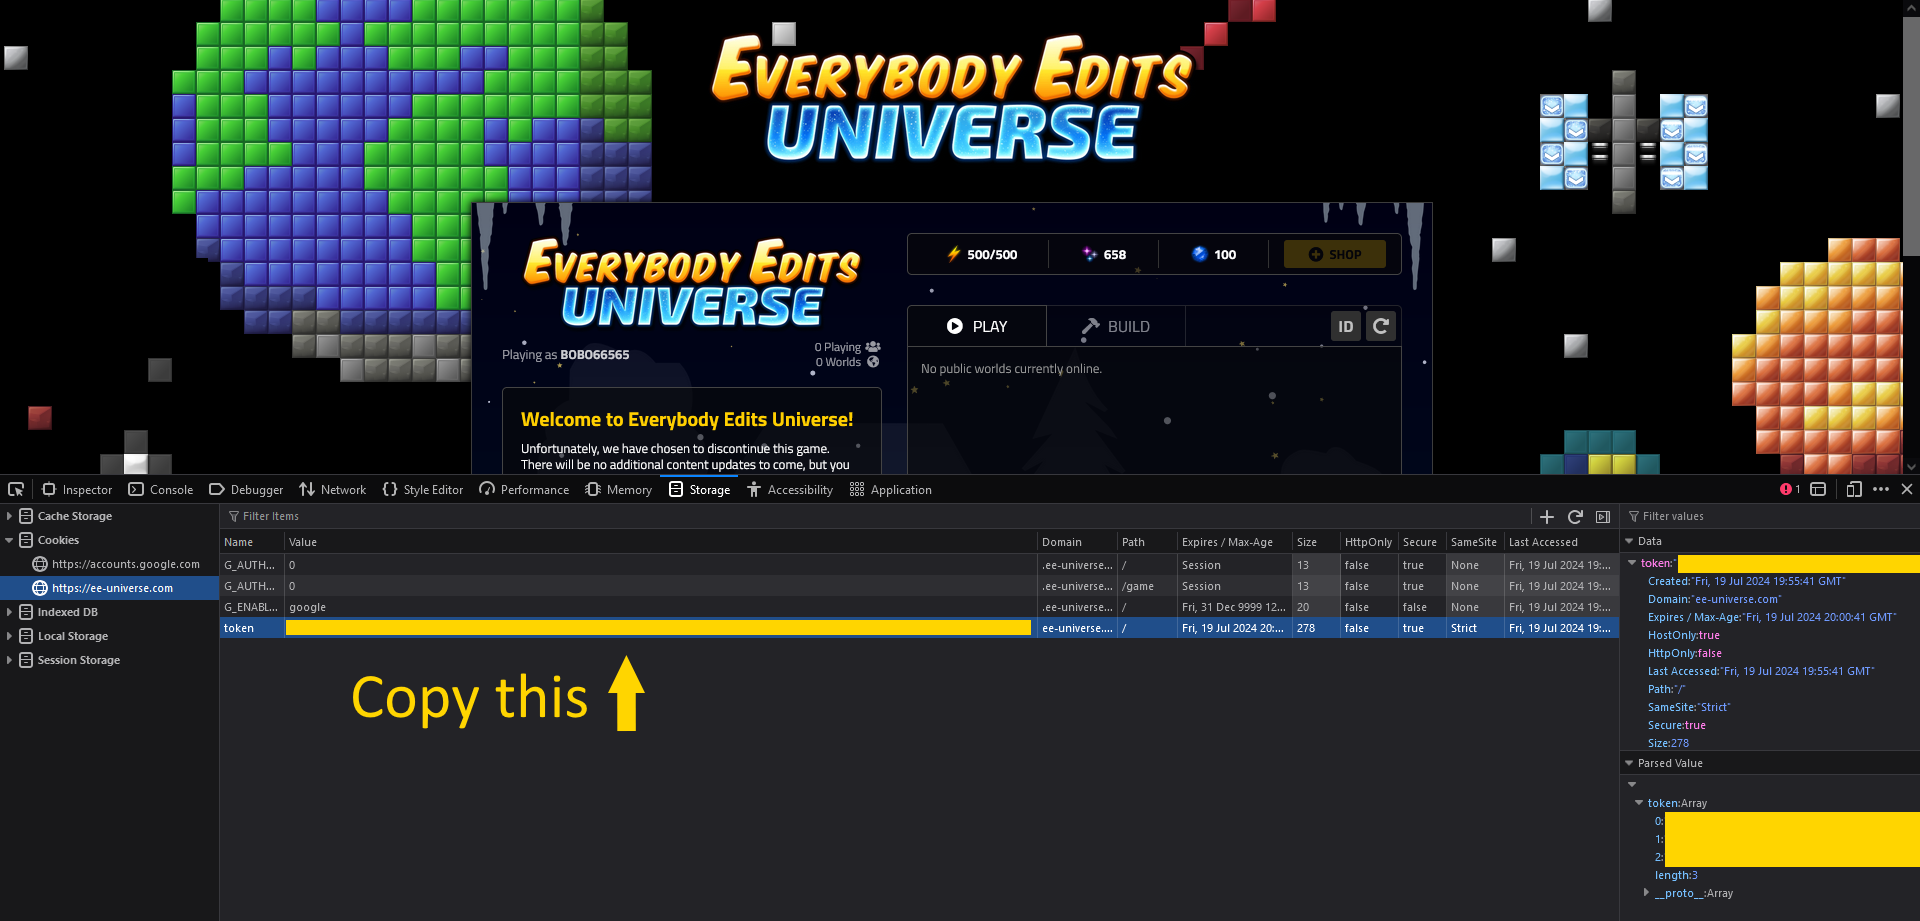 EVERYBODY EDITS
UNIVERSE
EVERYBODY EDITS
UNIVERSE
500/500 658 100 SHOP
PLAY BUILD ID
Playing as BOBO66565
0 Playing
0 Worlds
No public worlds currently online.
Welcome to Everybody Edits Universe!
Unfortunately, we have chosen to discontinue this game.
There will be no additional content updates to come, but you
Inspector Console Debugger Network {} Style Editor Performance Memory Storage Accessibility Application 1
Cache Storage
Cookies
https://accounts.google.com
https://ee-universe.com
Indexed DB
Local Storage
Session Storage
Filter Items
Name Value Domain Path Expires / Max-Age Size HttpOnly Secure SameSite Last Accessed
G_AUTH... 0 .ee-universe... / Session 13 false true None Fri, 19 Jul 2024 19:...
G_AUTH... 0 .ee-universe... /game Session 13 false true None Fri, 19 Jul 2024 19:...
G_ENABL... google .ee-universe... / Fri, 31 Dec 9999 12... 20 false false None Fri, 19 Jul 2024 19:...
token ee-universe.... / Fri, 19 Jul 2024 20:... 278 false true Strict Fri, 19 Jul 2024 19:...
Copy this
Filter values
Data
token:"
Created:"Fri, 19 Jul 2024 19:55:41 GMT"
Domain:"ee-universe.com"
Expires / Max-Age:"Fri, 19 Jul 2024 20:00:41 GMT"
HostOnly:true
HttpOnly:false
Last Accessed:"Fri, 19 Jul 2024 19:55:41 GMT"
Path:"/"
SameSite:"Strict"
Secure:true
Size:278
Parsed Value
token:Array
0:
1:
2:
length:3
__proto__:Array